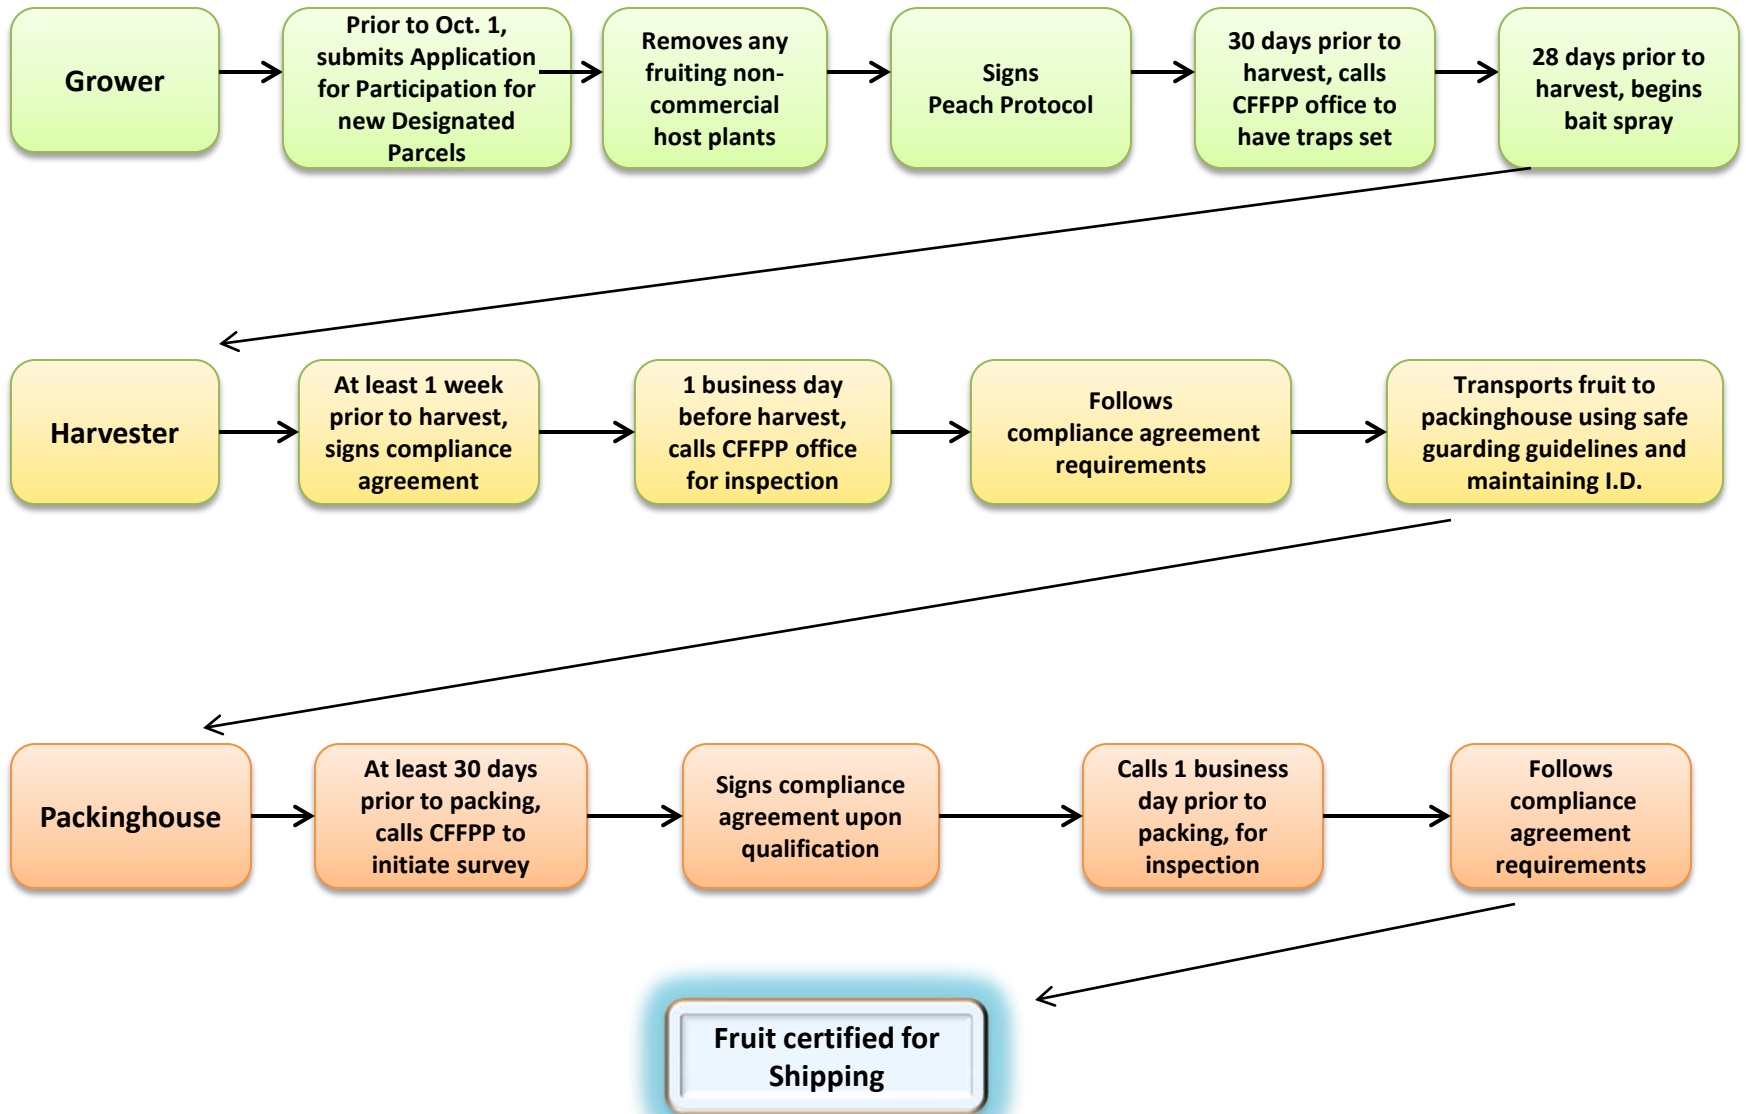 Grower
Prior to Oct. 1,
submits Application
for Participation for
new Designated
Parcels
Removes any
fruiting non-
commercial
host plants
Signs
Peach Protocol
30 days prior to
harvest, calls
CFFPP office to
have traps set
28 days prior to
harvest, begins
bait spray
Harvester
At least 1 week
prior to harvest,
signs compliance
agreement
1 business day
before harvest,
calls CFFPP office
for inspection
Follows
compliance agreement
requirements
Transports fruit to
packinghouse using safe
guarding guidelines and
maintaining I.D.
Packinghouse
At least 30 days
prior to packing,
calls CFFPP to
initiate survey
Signs compliance
agreement upon
qualification
Calls 1 business
day prior to
packing, for
inspection
Follows
compliance
agreement
requirements
Fruit certified for
Shipping